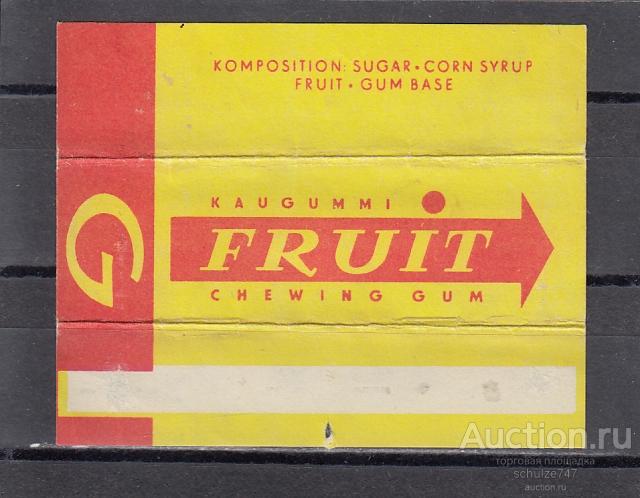 KOMPOSITION: SUGAR • CORN SYRUP
FRUIT • GUM BASE
G
KAUGUMMI
FRUIT
CHEWING GUM
Auction.ru
торговая площадка
schulze747
auction.ru